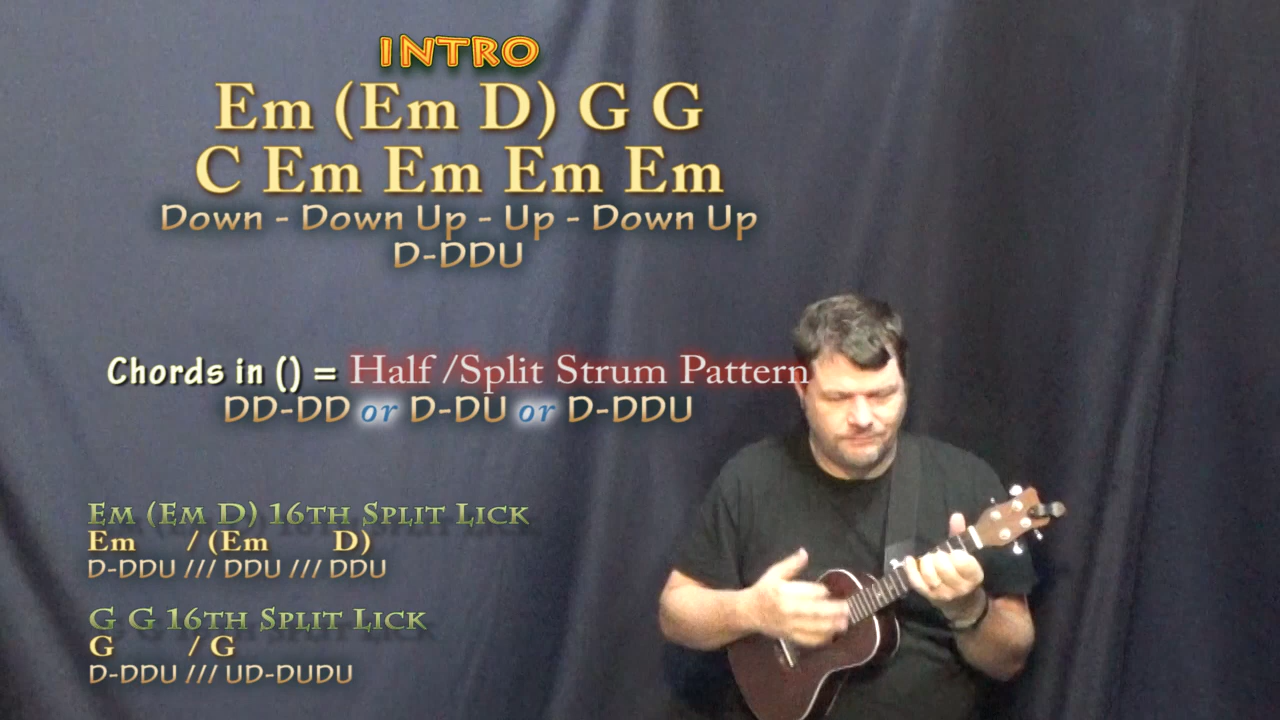 INTRO
Em (Em D) G G
C Em Em Em Em
Down - Down Up - Up - Down Up
D-DDU
Chords in () = Half /Split Strum Pattern
DD-DD or D-DU or D-DDU
Em (Em D) 16th Split Lick
Em / (Em D)
D-DDU /// DDU /// DDU
G G 16th Split Lick
G / G
D-DDU /// UD-DUDU